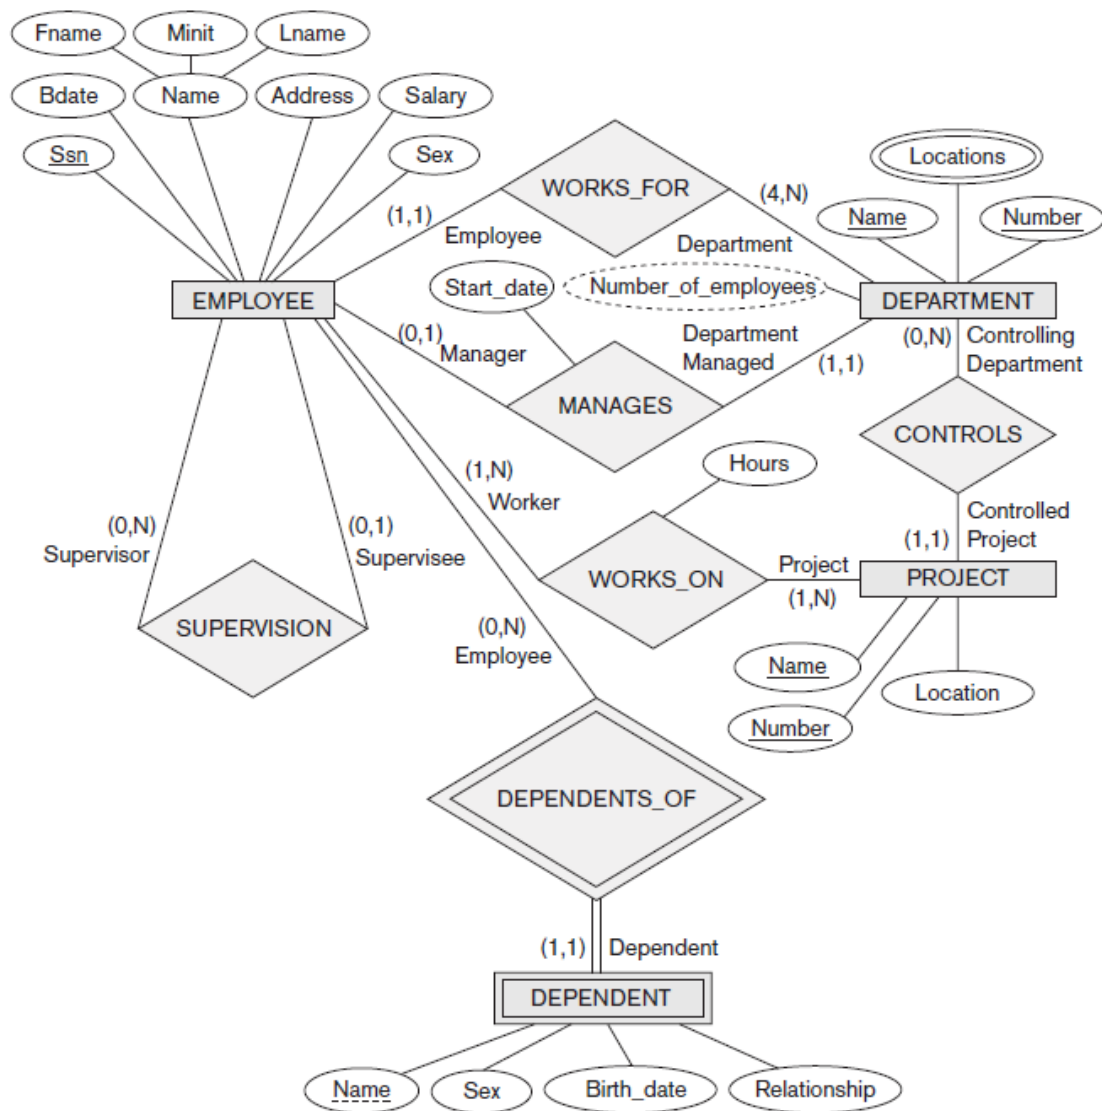 Fname
Minit
Lname
Bdate
Name
Address
Salary
Ssn
Sex
Locations
WORKS_FOR
(4,N)
Name
Number
(1,1)
Employee
Department
Start_date
Number_of_employees
EMPLOYEE
DEPARTMENT
(0,1)
Manager
Department
Managed
(1,1)
(0,N)
Controlling
Department
MANAGES
CONTROLS
Hours
(1,N)
Worker
(0,N)
Supervisor
(0,1)
Supervisee
Controlled
Project
(1,1)
Project
(1,N)
WORKS_ON
PROJECT
SUPERVISION
(0,N)
Employee
Name
Location
Number
DEPENDENTS_OF
(1,1)
Dependent
DEPENDENT
Name
Sex
Birth_date
Relationship